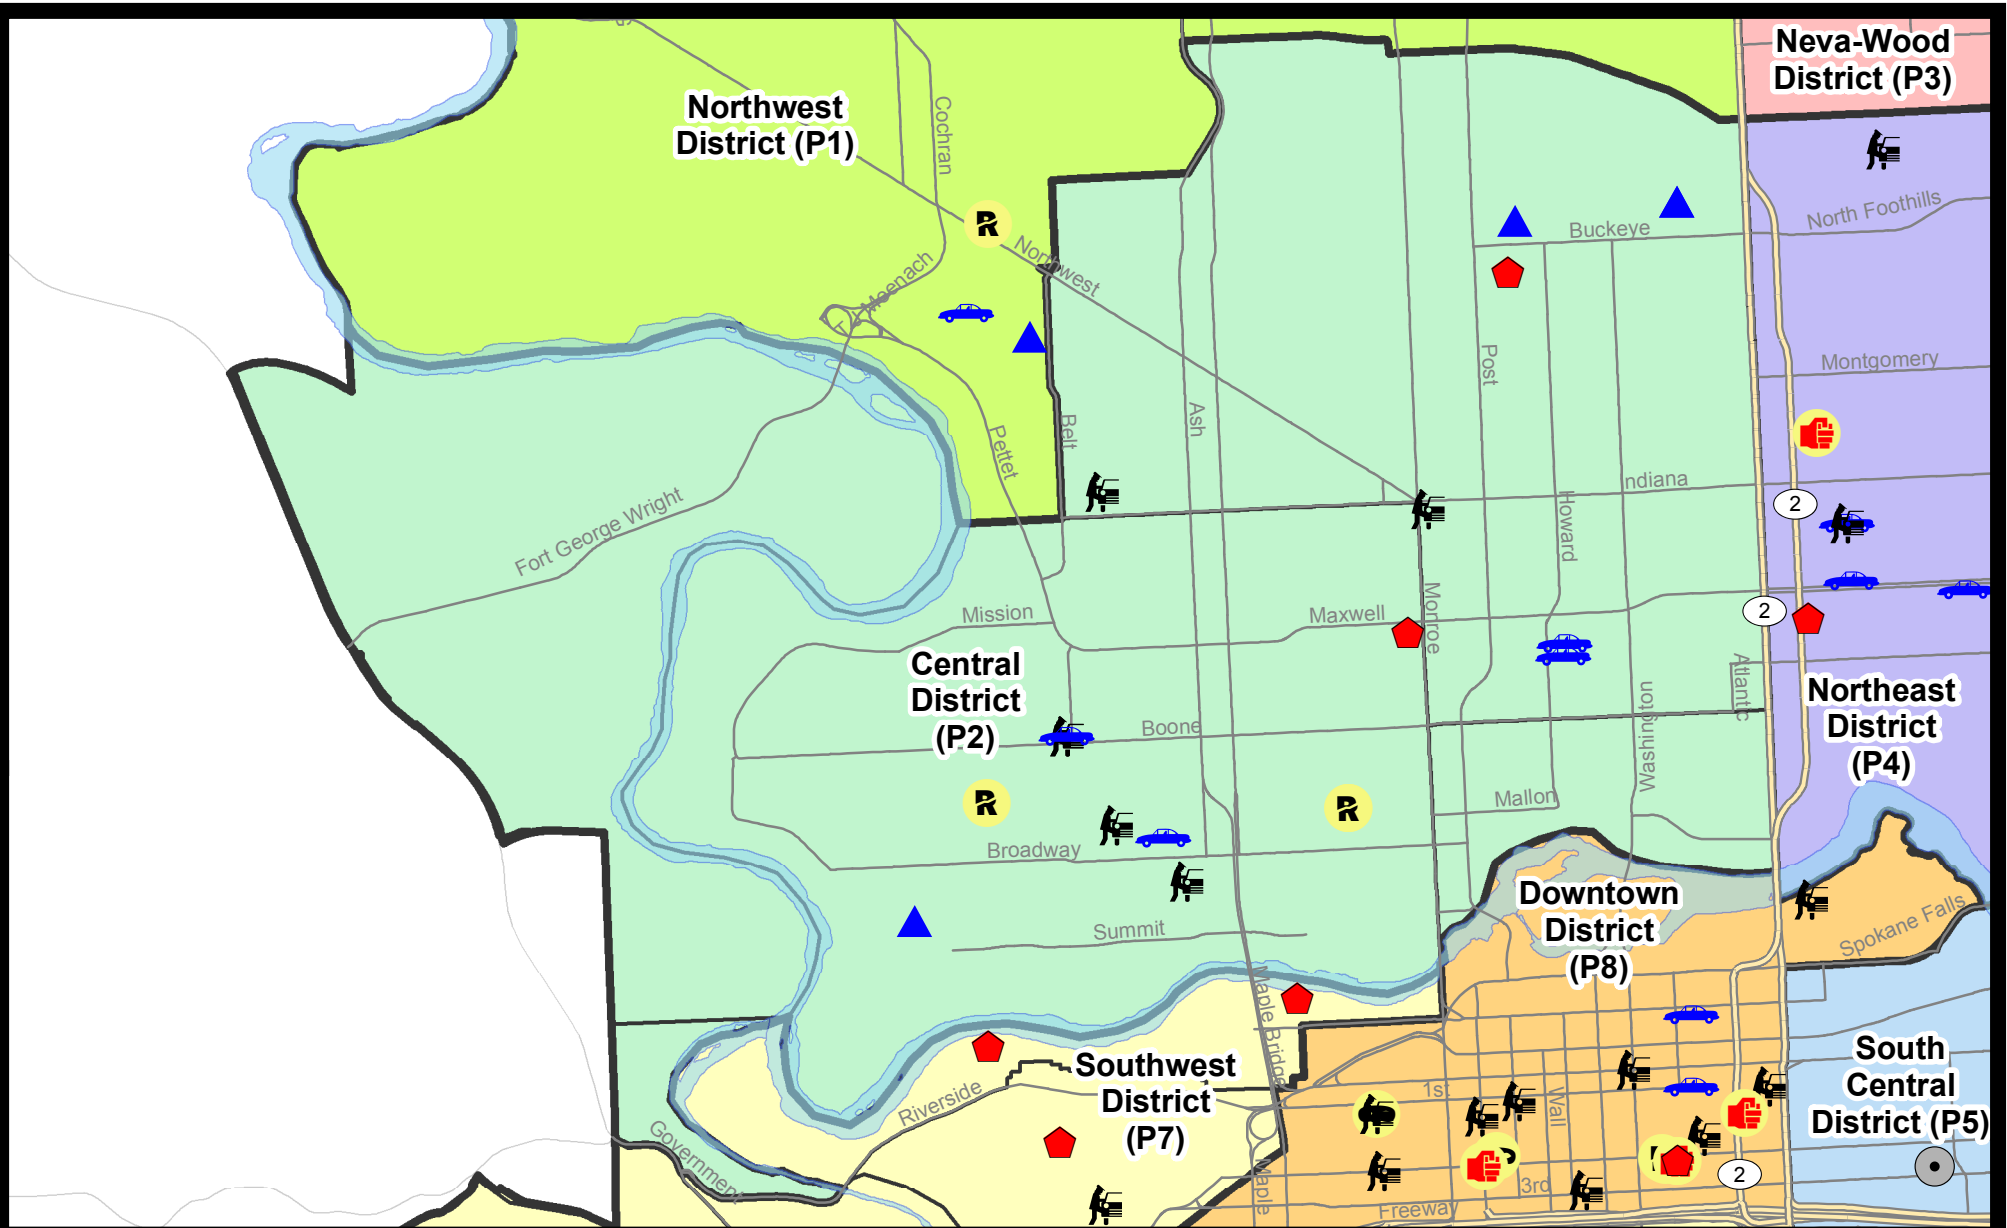 Neva-Wood
District (P3)
Northwest
District (P1)
Cochran
North Foothills
Buckeye
Northwest
Meenach
Post
Montgomery
Ash
Belt
Pettet
ndiana
Howard
2
Fort George Wright
Mission
Maxwell
Monroe
2
Central
District
(P2)
Atlantic
Northeast
District
(P4)
Washington
Boone
Mallon
R
R
R
Broadway
Downtown
District
(P8)
Spokane Falls
Summit
Maple Bridge
Southwest
District
(P7)
South
Central
District (P5)
Riverside
1st
Wall
Government
Maple
3rd
2
Freeway